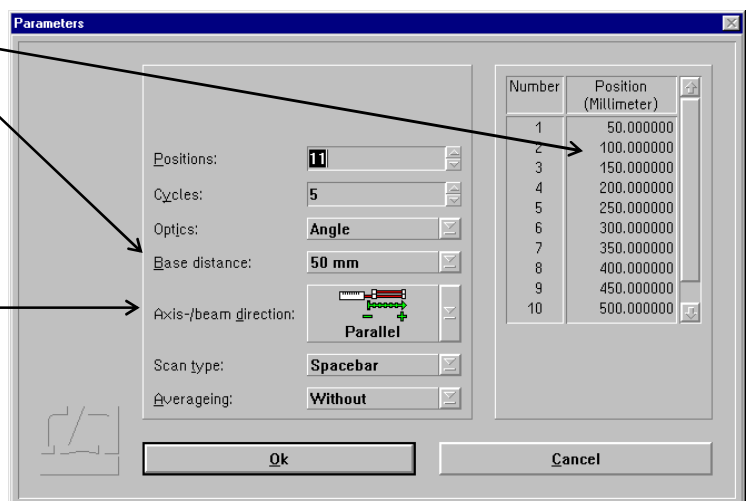 Parameters
Positions: 11
Cycles: 5
Optics: Angle
Base distance: 50 mm
Axis-/beam direction: Parallel
Scan type: Spacebar
Averageing: Without
Ok
Cancel
Number Position
(Millimeter)
1 50.000000
2 100.000000
3 150.000000
4 200.000000
5 250.000000
6 300.000000
7 350.000000
8 400.000000
9 450.000000
10 500.000000